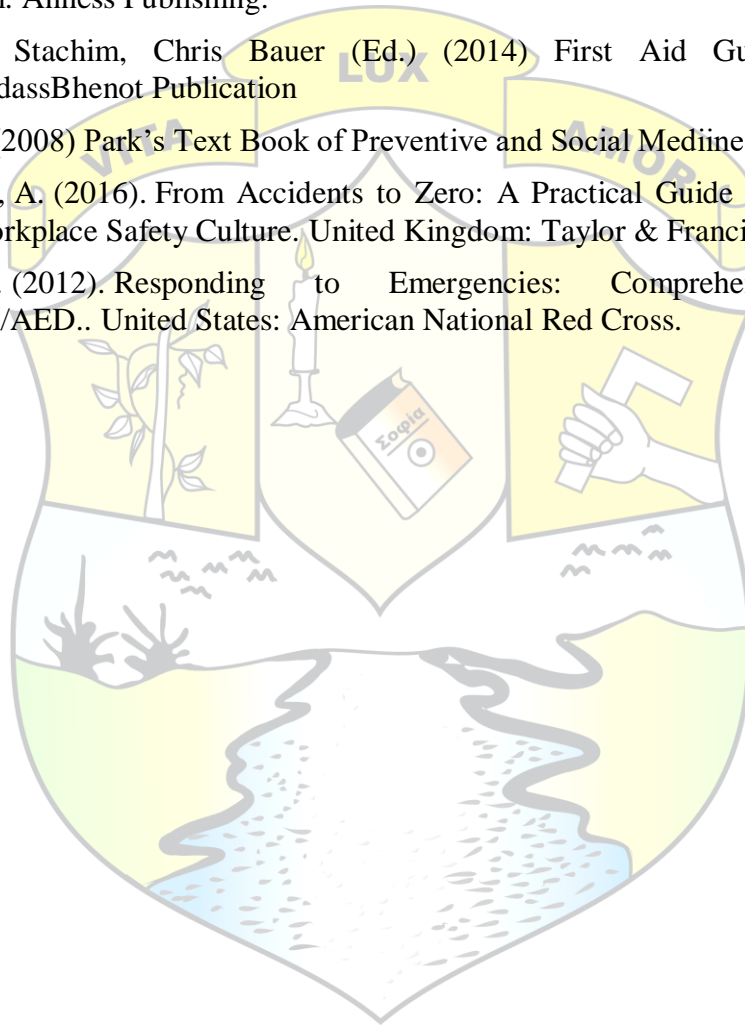 Anness Publishing.
Stachim, Chris Bauer (Ed.) (2014) First Aid Gu
dassBhenot Publication
2008) Park's Text Book of Preventive and Social Mediine
, A. (2016). From Accidents to Zero: A Practical Guide
orkplace Safety Culture. United Kingdom: Taylor & Franci
. (2012). Responding to Emergencies: Comprehe
/AED.. United States: American National Red Cross.
VITA
LUX
AMOR
Σοφία